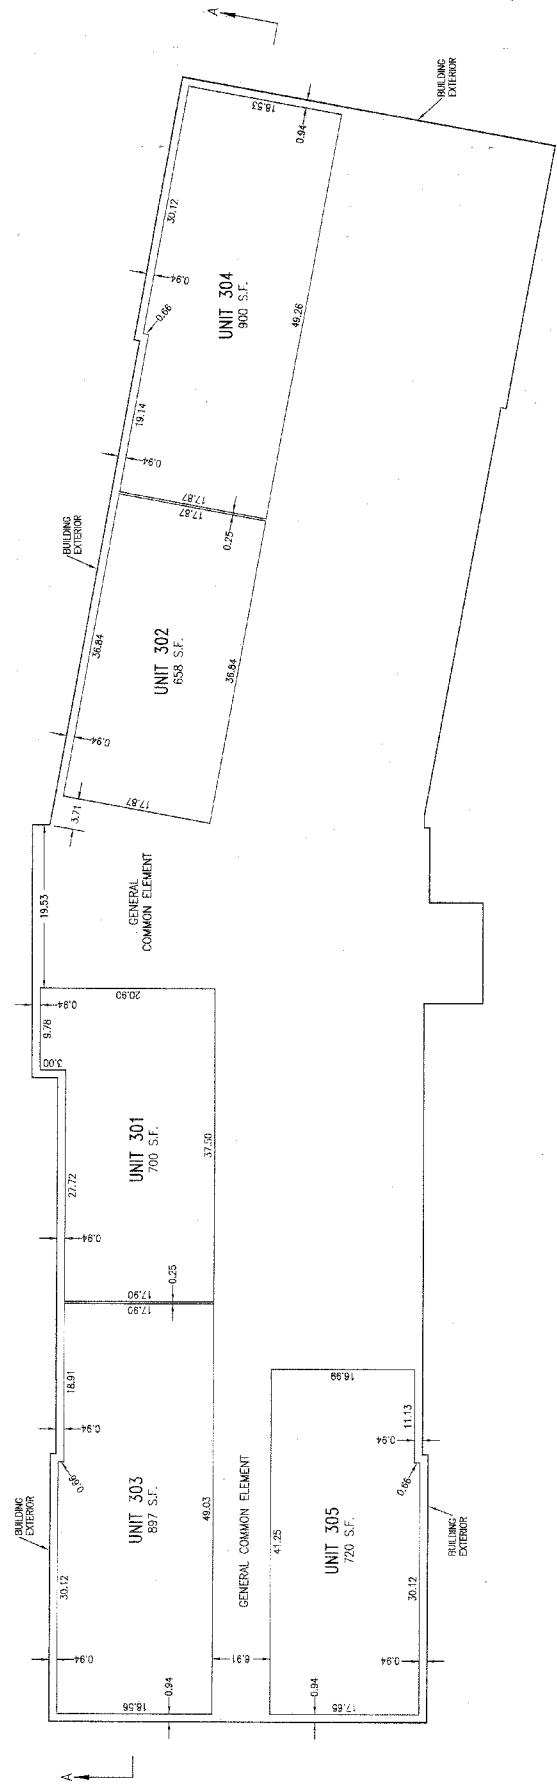 A
BUILDING
EXTERIOR
18.53
0.94
30.12
0.94
0.66
UNIT 304
900 S.F.
49.26
19.14
0.94
17.87
17.87
0.25
BUILDING
EXTERIOR
36.84
UNIT 302
658 S.F.
36.84
0.94
17.87
3.71
19.53
GENERAL
COMMON ELEMENT
20.90
0.94
9.78
3.00
UNIT 301
700 S.F.
37.50
27.72
0.94
0.25
17.90
17.90
18.91
0.94
16.99
11.13
0.94
0.66
0.66
BUILDING
EXTERIOR
UNIT 303
897 S.F.
49.03
GENERAL COMMON ELEMENT
41.25
UNIT 305
720 S.F.
BUILDING
EXTERIOR
30.12
30.12
0.94
6.91
0.94
0.94
0.94
18.56
17.65
A